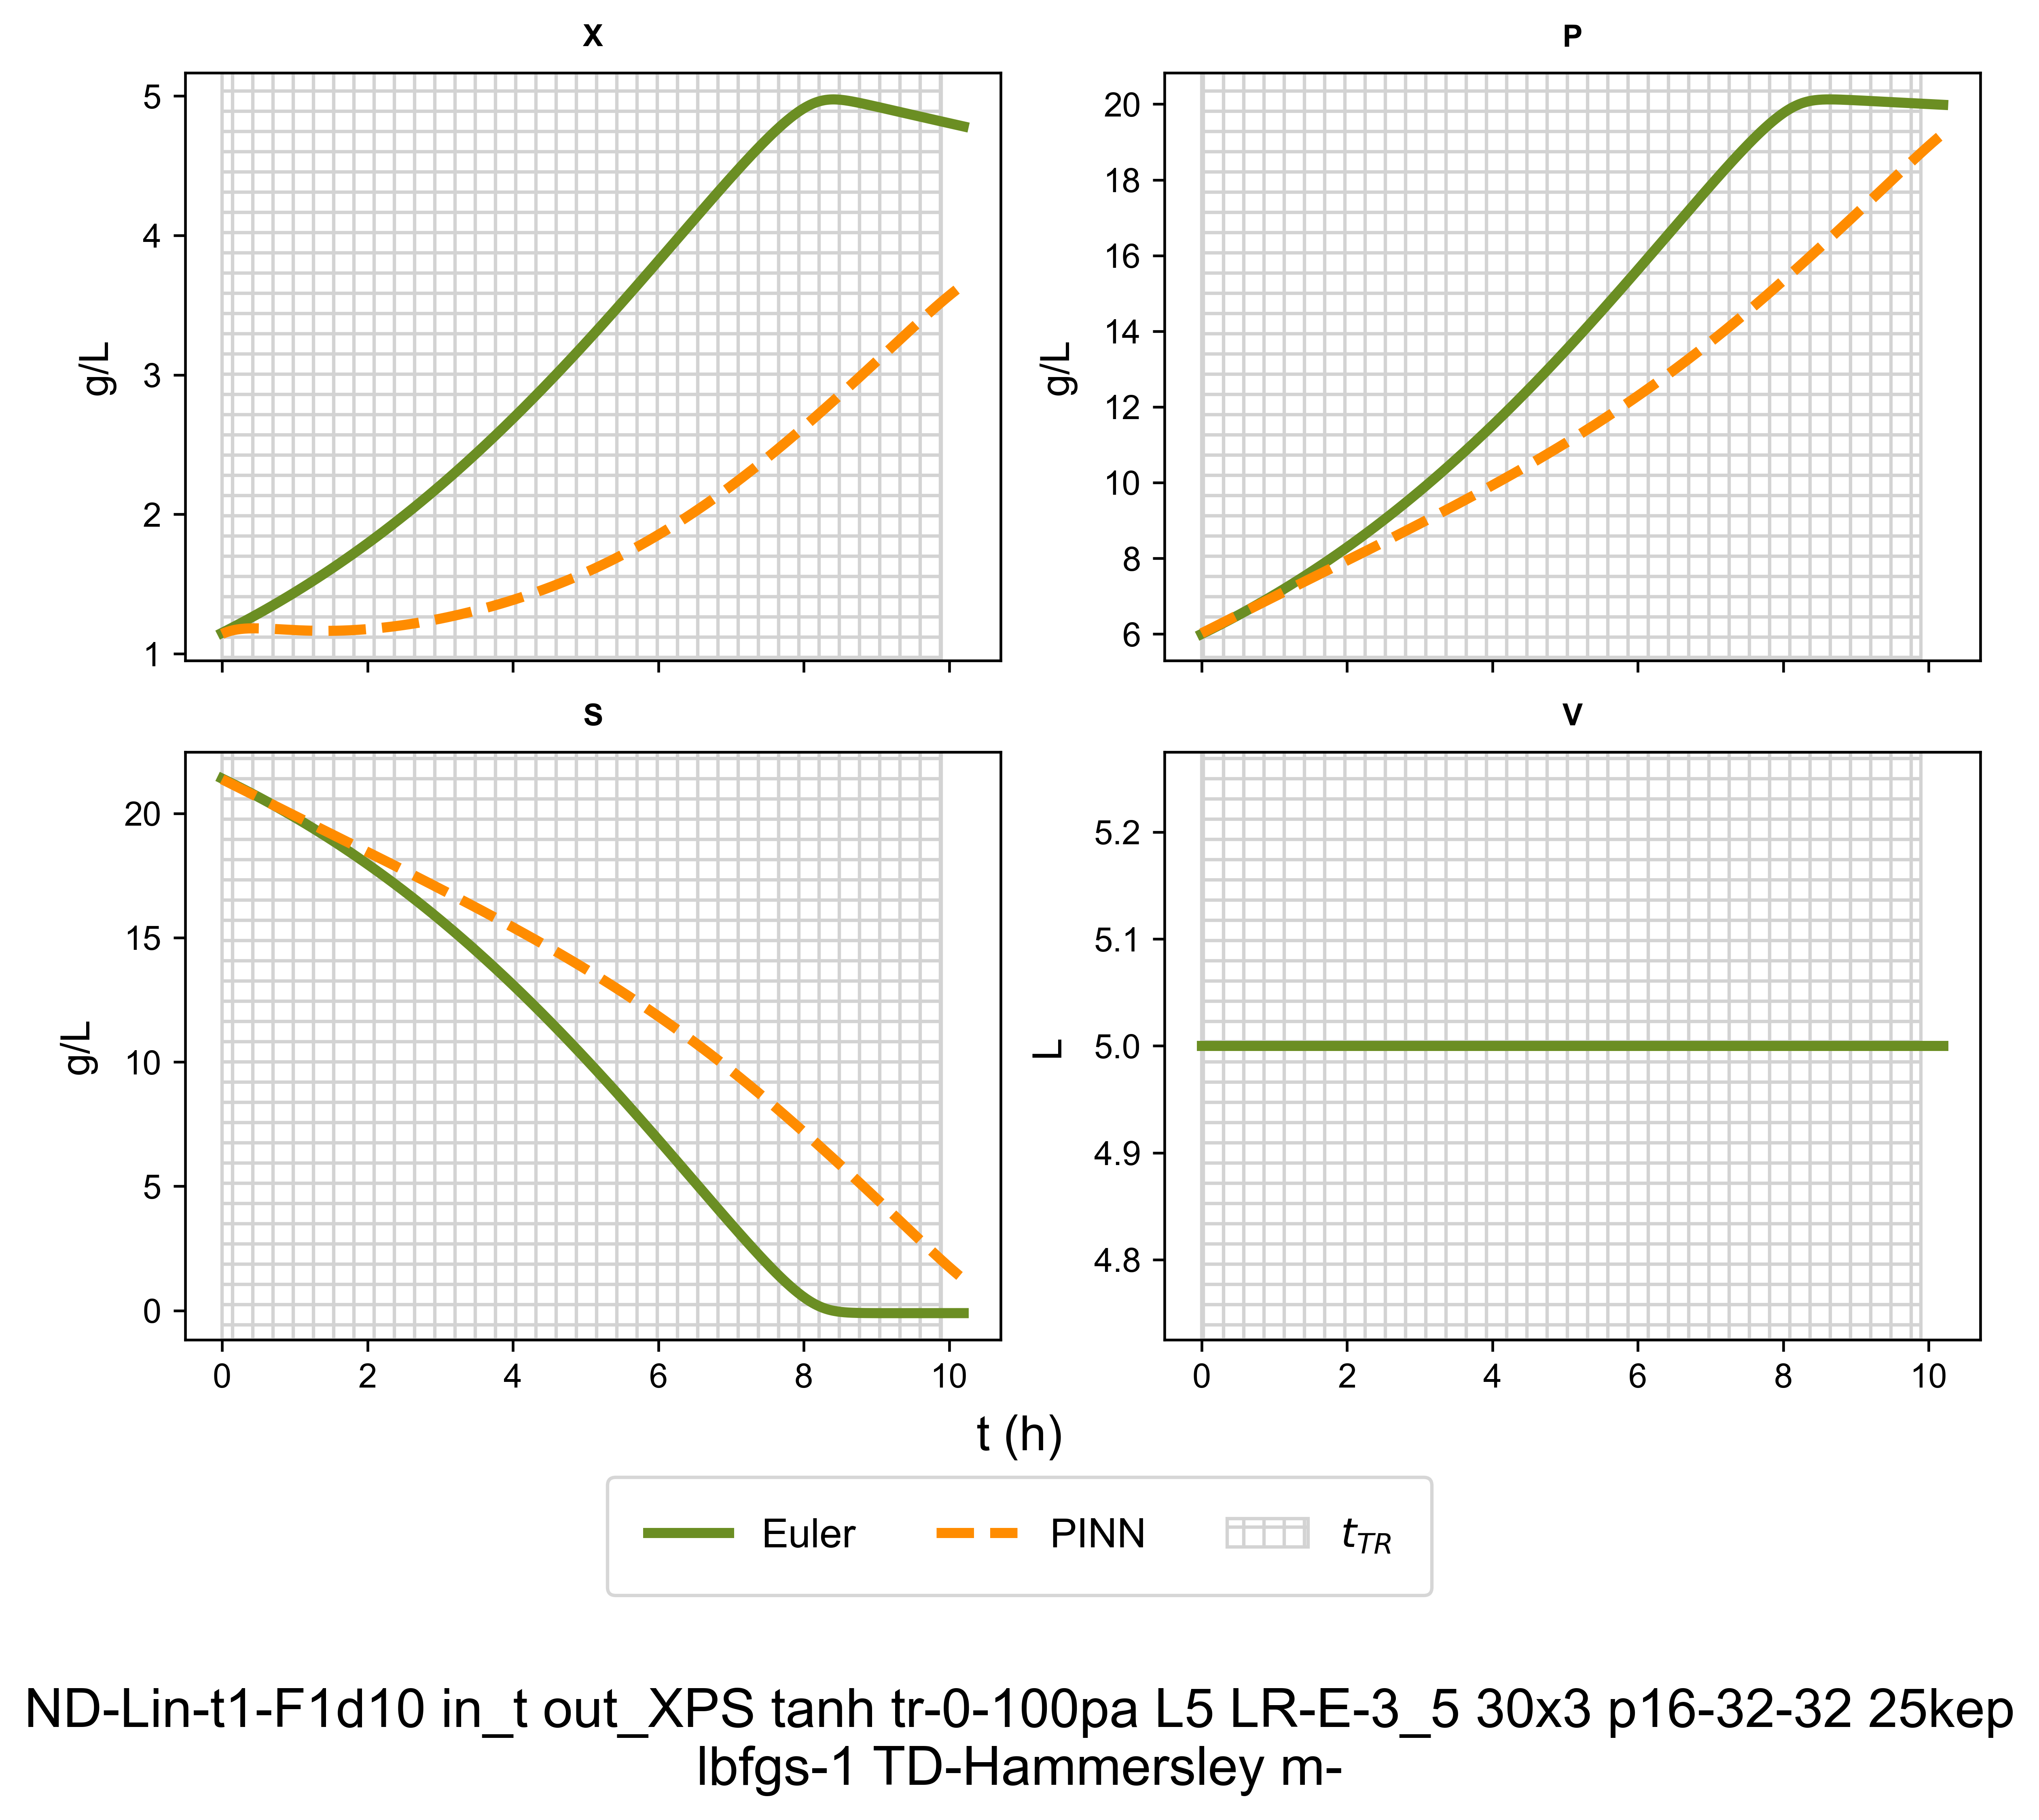 X
P
5
4
3
2
1
g/L
20
18
16
14
12
10
8
6
g/L
S
V
20
15
10
5
0
g/L
0 2 4 6 8 10
5.2
5.1
5.0
4.9
4.8
L
0 2 4 6 8 10
t (h)
Euler PINN t_TR
ND-Lin-t1-F1d10 in_t out_XPS tanh tr-0-100pa L5 LR-E-3_5 30x3 p16-32-32 25kep
lbfgs-1 TD-Hammersley m-